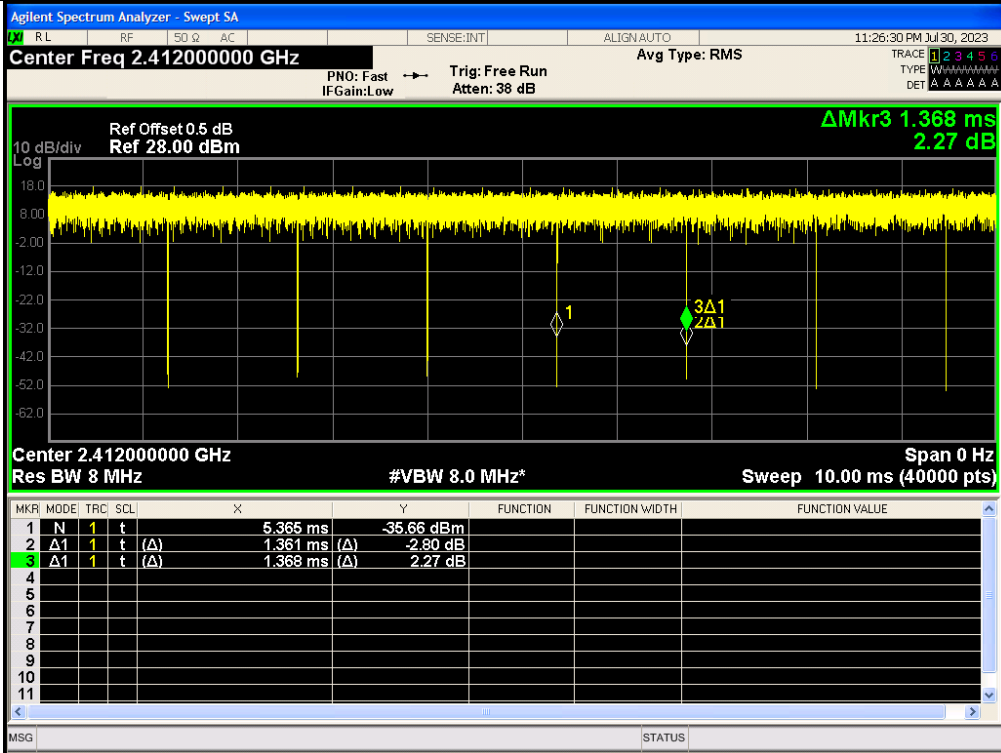 Agilent Spectrum Analyzer - Swept SA
LXI RL RF 50 Ω AC SENSE:INT ALIGN AUTO 11:26:30 PM Jul 30, 2023
Center Freq 2.412000000 GHz Avg Type: RMS TRACE 1 2 3 4 5 6
PNO: Fast Trig: Free Run TYPE WWWWWW
IFGain:Low Atten: 38 dB DET A A A A A A
ΔMkr3 1.368 ms
2.27 dB
Ref Offset 0.5 dB
10 dB/div Ref 28.00 dBm
Log
18.0
8.00
-2.00
-12.0
-22.0
-32.0
-42.0
-52.0
-62.0
1
3Δ1
2Δ1
Center 2.412000000 GHz Span 0 Hz
Res BW 8 MHz #VBW 8.0 MHz* Sweep 10.00 ms (40000 pts)
MKR MODE TRC SCL X Y FUNCTION FUNCTION WIDTH FUNCTION VALUE
1 N 1 t 5.365 ms -35.66 dBm
2 Δ1 1 t (Δ) 1.361 ms (Δ) -2.80 dB
3 Δ1 1 t (Δ) 1.368 ms (Δ) 2.27 dB
4
5
6
7
8
9
10
11
MSG STATUS